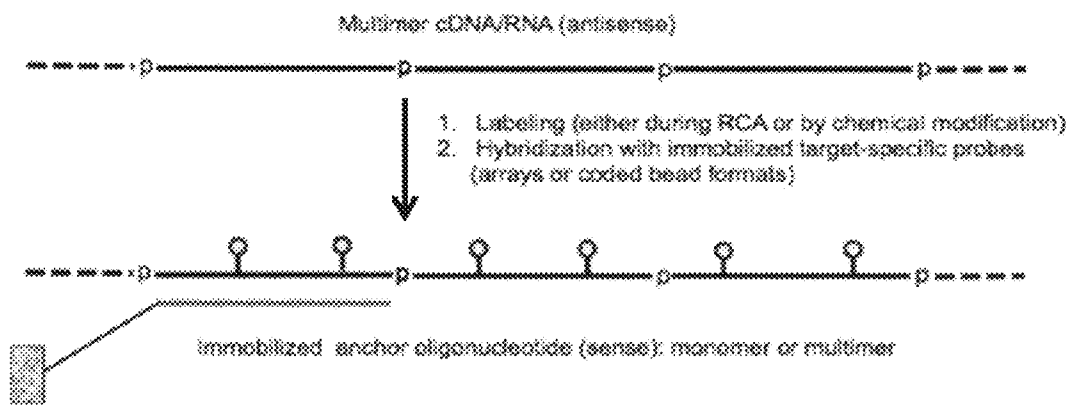 Multimer cDNA/RNA (antisense)
p p p p
1. Labeling (either during RCA or by chemical modification)
2. Hybridization with immobilized target-specific probes
(arrays or coded bead formats)
p p p p
Immobilized anchor oligonucleotide (sense): monomer or multimer